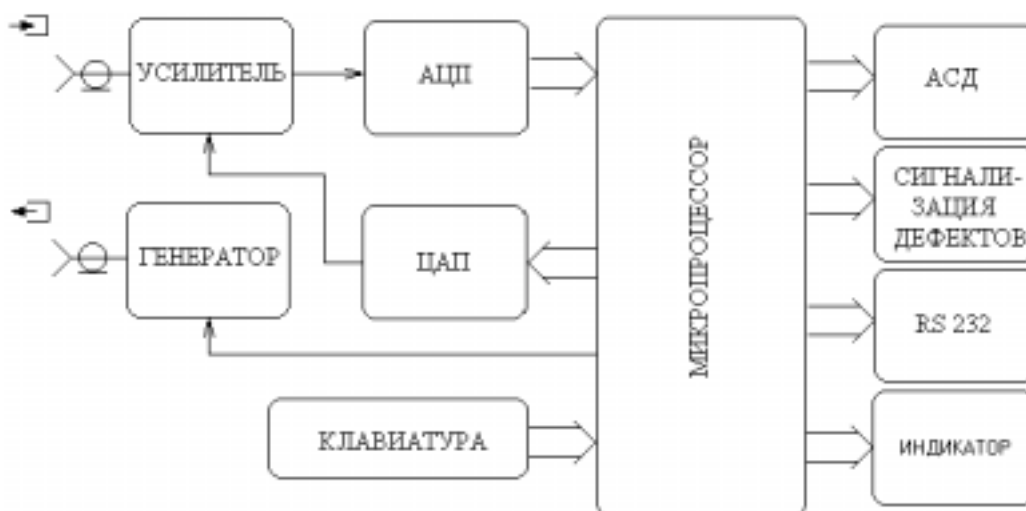 УСИЛИТЕЛЬ
АЦП
АСД
СИГНАЛИ-
ЗАЦИЯ
ДЕФЕКТОВ
ГЕНЕРАТОР
ЦАП
МИКРОПРОЦЕССОР
RS 232
КЛАВИАТУРА
ИНДИКАТОР